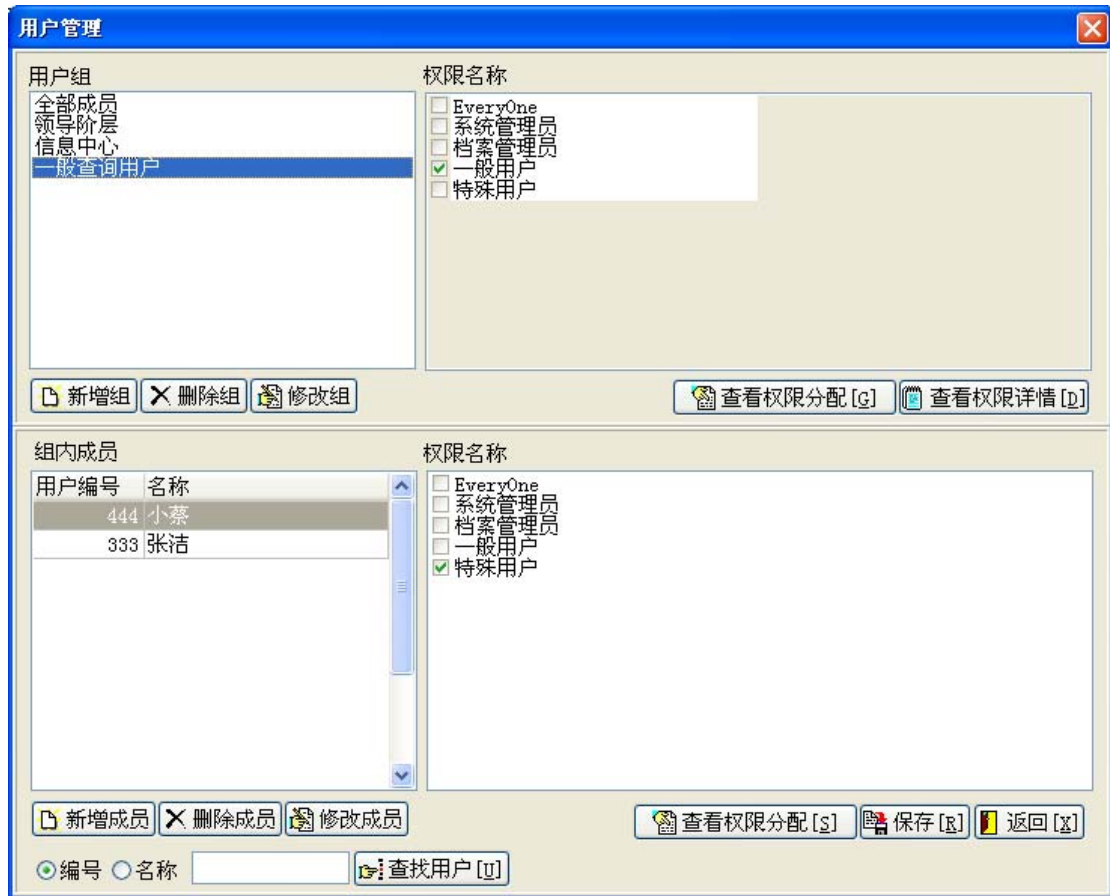 用户管理
用户组
权限名称
全部成员
领导阶层
信息中心
一般查询用户
EveryOne
系统管理员
档案管理员
一般用户
特殊用户
新增组 删除组 修改组 查看权限分配[G] 查看权限详情[D]
组内成员
权限名称
用户编号 名称
444 小蔡
333 张洁
EveryOne
系统管理员
档案管理员
一般用户
特殊用户
新增成员 删除成员 修改成员 查看权限分配[S] 保存[R] 返回[X]
编号 名称 查找用户[U]